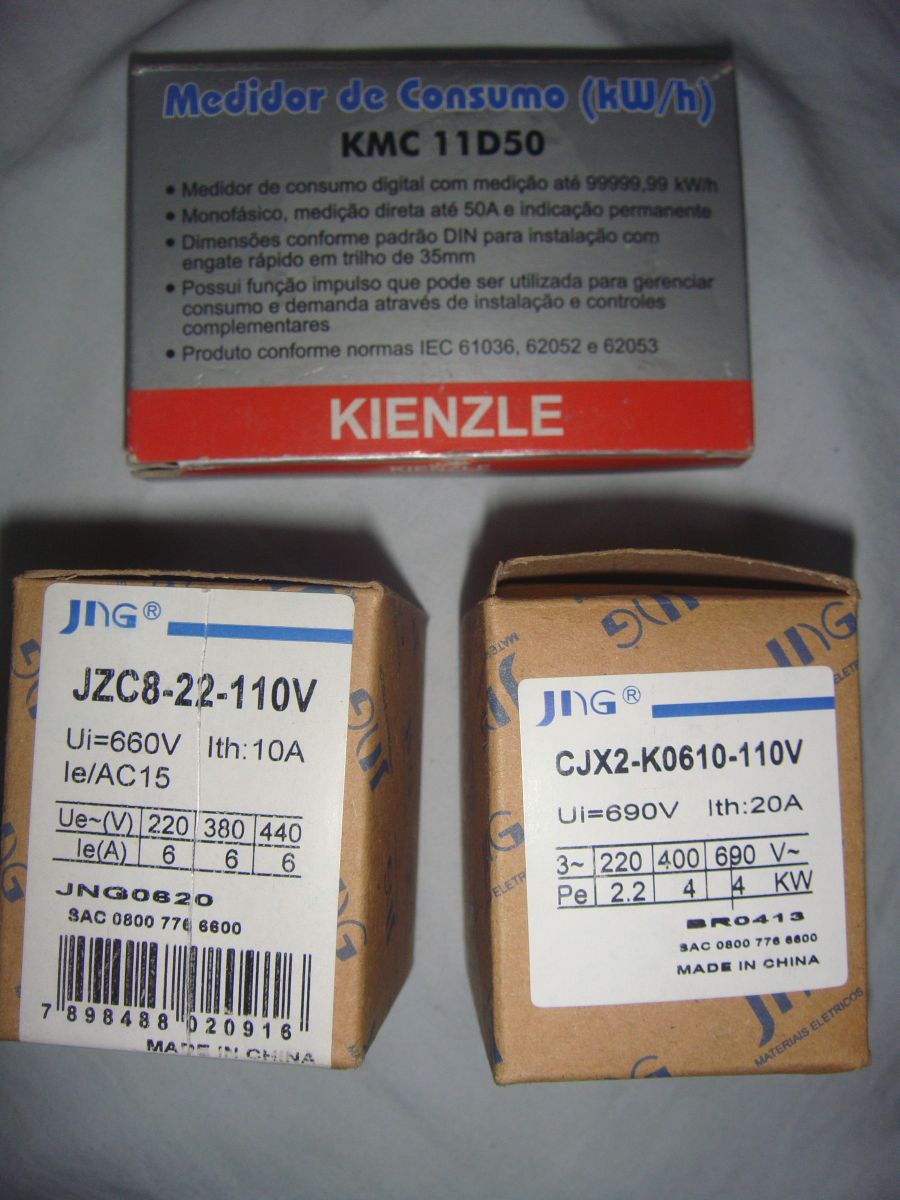 Medidor de Consumo (kW/h)
KMC 11D50
• Medidor de consumo digital com medição até 99999,99 kW/h
• Monofásico, medição direta até 50A e indicação permanente
• Dimensões conforme padrão DIN para instalação com
engate rápido em trilho de 35mm
• Possui função impulso que pode ser utilizada para gerenciar
consumo e demanda através de instalação e controles
complementares
• Produto conforme normas IEC 61036, 62052 e 62053
KIENZLE
KIENZLE
JNG®
JZC8-22-110V
Ui=660V Ith:10A
Ie/AC15
Ue~(V) 220 380 440
Ie(A) 6 6 6
JNG0620
SAC 0800 776 6600
7 898488 020916
MADE IN CHINA
JNG
JNG
JNG
JNG®
CJX2-K0610-110V
Ui=690V Ith:20A
3~ 220 400 690 V~
Pe 2.2 4 4 KW
BR0413
SAC 0800 776 6600
MADE IN CHINA
MATERIAIS ELÉTRICOS